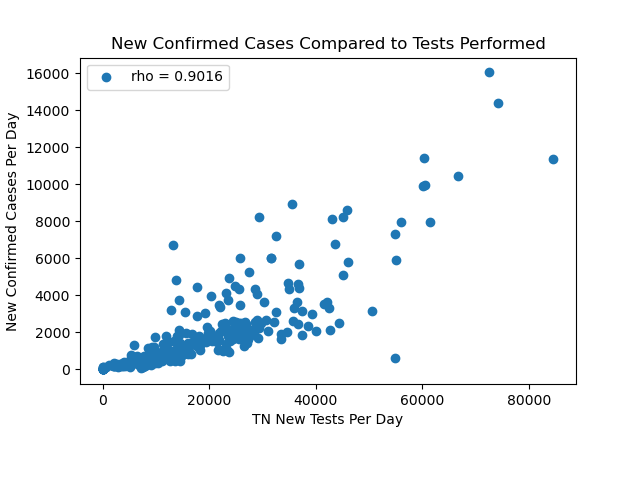 New Confirmed Cases Compared to Tests Performed
rho = 0.9016
New Confirmed Caeses Per Day
16000
14000
12000
10000
8000
6000
4000
2000
0
0 20000 40000 60000 80000
TN New Tests Per Day